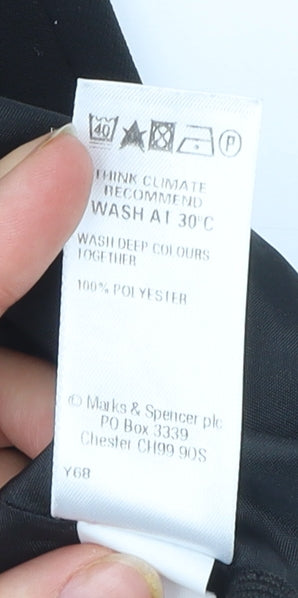 40 P
THINK CLIMATE
RECOMMEND
WASH AT 30°C
WASH DEEP COLOURS
TOGETHER
100% POLYESTER
© Marks & Spencer plc
PO Box 3339
Chester CH99 9QS
Y68